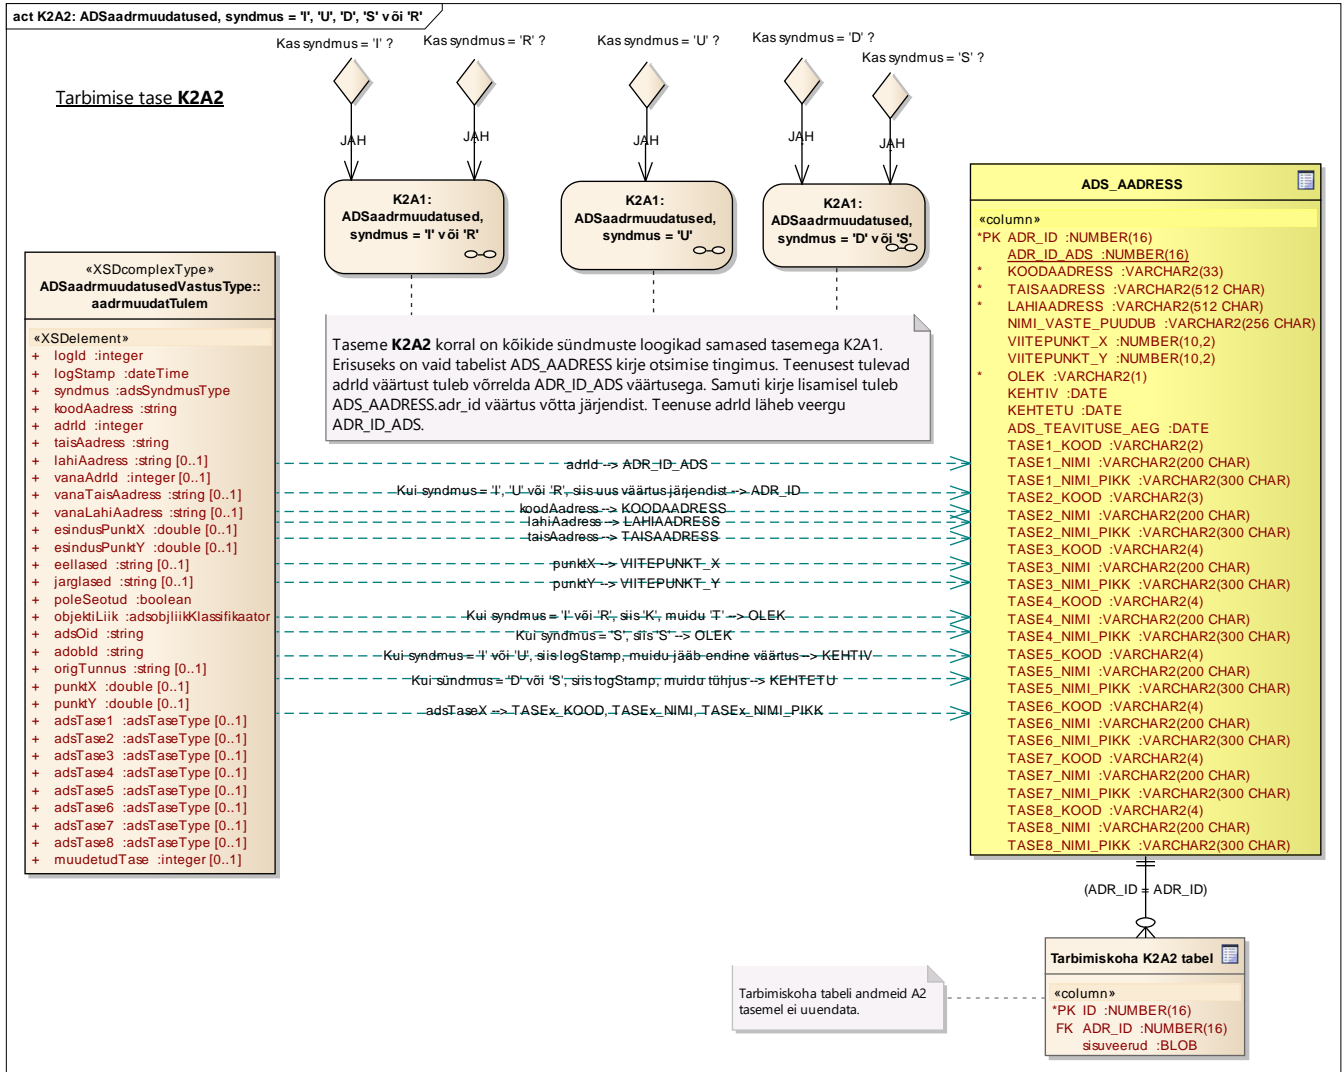 act K2A2: ADSaadrmuudatused, syndmus = 'I', 'U', 'D', 'S' või 'R'
Tarbimise tase K2A2
Kas syndmus = 'I' ?
Kas syndmus = 'R' ?
Kas syndmus = 'U' ?
Kas syndmus = 'D' ?
Kas syndmus = 'S' ?
JAH
JAH
JAH
JAH
JAH
K2A1:
ADSaadrmuudatused,
syndmus = 'I' või 'R'
K2A1:
ADSaadrmuudatused,
syndmus = 'U'
K2A1:
ADSaadrmuudatused,
syndmus = 'D' või 'S'
Taseme K2A2 korral on kõikide sündmuste loogikad samased tasemega K2A1.
Erisuseks on vaid tabelist ADS_AADRESS kirje otsimise tingimus. Teenusest tulevad
adrId väärtust tuleb võrrelda ADR_ID_ADS väärtusega. Samuti kirje lisamisel tuleb
ADS_AADRESS.adr_id väärtus võtta järjendist. Teenuse adrId läheb veergu
ADR_ID_ADS.
«XSDcomplexType»
ADSaadrmuudatusedVastusType::
aadrmuudatTulem
«XSDelement»
+ logId :integer
+ logStamp :dateTime
+ syndmus :adsSyndmusType
+ koodAadress :string
+ adrId :integer
+ taisAadress :string
+ lahiAadress :string [0..1]
+ vanaAdrId :integer [0..1]
+ vanaTaisAadress :string [0..1]
+ vanaLahiAadress :string [0..1]
+ esindusPunktX :double [0..1]
+ esindusPunktY :double [0..1]
+ eellased :string [0..1]
+ jarglased :string [0..1]
+ poleSeotud :boolean
+ objektiLiik :adsobjliikKlassifikaator
+ adsOid :string
+ adobId :string
+ origTunnus :string [0..1]
+ punktX :double [0..1]
+ punktY :double [0..1]
+ adsTase1 :adsTaseType [0..1]
+ adsTase2 :adsTaseType [0..1]
+ adsTase3 :adsTaseType [0..1]
+ adsTase4 :adsTaseType [0..1]
+ adsTase5 :adsTaseType [0..1]
+ adsTase6 :adsTaseType [0..1]
+ adsTase7 :adsTaseType [0..1]
+ adsTase8 :adsTaseType [0..1]
+ muudetudTase :integer [0..1]
adrId --> ADR_ID_ADS
Kui syndmus = 'I', 'U' või 'R', siis uus väärtus järjendist --> ADR_ID
koodAadress --> KOODAADRESS
lahiAadress --> LAHIAADRESS
taisAadress --> TAISAADRESS
punktX --> VIITEPUNKT_X
punktY --> VIITEPUNKT_Y
Kui syndmus = 'I' või 'R', siis 'K', muidu 'T' --> OLEK
Kui syndmus = 'S', siis 'S' --> OLEK
Kui syndmus = 'I' või 'U', siis logStamp, muidu jääb endine väärtus --> KEHTIV
Kui sündmus = 'D' või 'S', siis logStamp, muidu tühjus --> KEHTETU
adsTaseX --> TASEx_KOOD, TASEx_NIMI, TASEx_NIMI_PIKK
ADS_AADRESS
«column»
*PK ADR_ID :NUMBER(16)
ADR_ID_ADS :NUMBER(16)
* KOODAADRESS :VARCHAR2(33)
* TAISAADRESS :VARCHAR2(512 CHAR)
* LAHIAADRESS :VARCHAR2(512 CHAR)
NIMI_VASTE_PUUDUB :VARCHAR2(256 CHAR)
VIITEPUNKT_X :NUMBER(10,2)
VIITEPUNKT_Y :NUMBER(10,2)
* OLEK :VARCHAR2(1)
KEHTIV :DATE
KEHTETU :DATE
ADS_TEAVITUSE_AEG :DATE
TASE1_KOOD :VARCHAR2(2)
TASE1_NIMI :VARCHAR2(200 CHAR)
TASE1_NIMI_PIKK :VARCHAR2(300 CHAR)
TASE2_KOOD :VARCHAR2(3)
TASE2_NIMI :VARCHAR2(200 CHAR)
TASE2_NIMI_PIKK :VARCHAR2(300 CHAR)
TASE3_KOOD :VARCHAR2(4)
TASE3_NIMI :VARCHAR2(200 CHAR)
TASE3_NIMI_PIKK :VARCHAR2(300 CHAR)
TASE4_KOOD :VARCHAR2(4)
TASE4_NIMI :VARCHAR2(200 CHAR)
TASE4_NIMI_PIKK :VARCHAR2(300 CHAR)
TASE5_KOOD :VARCHAR2(4)
TASE5_NIMI :VARCHAR2(200 CHAR)
TASE5_NIMI_PIKK :VARCHAR2(300 CHAR)
TASE6_KOOD :VARCHAR2(4)
TASE6_NIMI :VARCHAR2(200 CHAR)
TASE6_NIMI_PIKK :VARCHAR2(300 CHAR)
TASE7_KOOD :VARCHAR2(4)
TASE7_NIMI :VARCHAR2(200 CHAR)
TASE7_NIMI_PIKK :VARCHAR2(300 CHAR)
TASE8_KOOD :VARCHAR2(4)
TASE8_NIMI :VARCHAR2(200 CHAR)
TASE8_NIMI_PIKK :VARCHAR2(300 CHAR)
(ADR_ID = ADR_ID)
Tarbimiskoha K2A2 tabel
«column»
*PK ID :NUMBER(16)
FK ADR_ID :NUMBER(16)
sisuveerud :BLOB
Tarbimiskoha tabeli andmeid A2
tasemel ei uuendata.